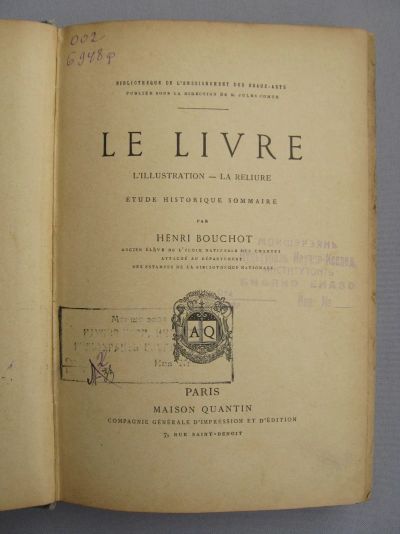 002
6948ф
BIBLIOTHÈQUE DE L'ENSEIGNEMENT DES BEAUX-ARTS
PUBLIÉE SOUS LA DIRECTION DE M. JULES COMTE
LE LIVRE
L'ILLUSTRATION — LA RELIURE
ÉTUDE HISTORIQUE SOMMAIRE
PAR
HENRI BOUCHOT
ANCIEN ÉLÈVE DE L'ÉCOLE NATIONALE DES CHARTES
ATTACHÉ AU DÉPARTEMENT
DES ESTAMPES DE LA BIBLIOTHÈQUE NATIONALE
AQ
PARIS
MAISON QUANTIN
COMPAGNIE GÉNÉRALE D'IMPRESSION ET D'ÉDITION
7, RUE SAINT-BENOIT